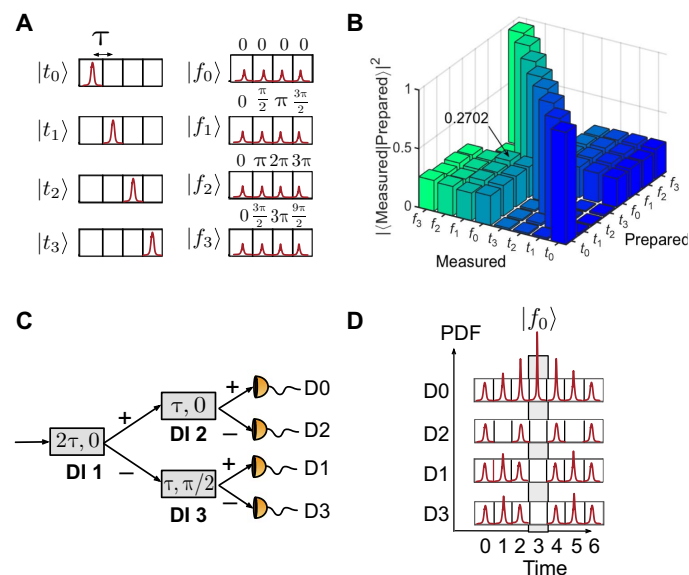 A
τ
|t₀⟩
|t₁⟩
|t₂⟩
|t₃⟩
0 0 0 0
|f₀⟩
0 π/2 π 3π/2
|f₁⟩
0 π 2π 3π
|f₂⟩
0 3π/2 3π 9π/2
|f₃⟩
B
|⟨Measured|Prepared⟩|²
1
0.5
0
0.2702
f₃ f₂ f₁ f₀ t₃ t₂ t₁ t₀
Measured
t₀ t₁ t₂ t₃ f₀ f₁ f₂ f₃
Prepared
C
2τ, 0
DI 1
+
−
τ, 0
DI 2
+
−
τ, π/2
DI 3
+
−
D0
D2
D1
D3
D
PDF
|f₀⟩
D0
D2
D1
D3
0 1 2 3 4 5 6
Time